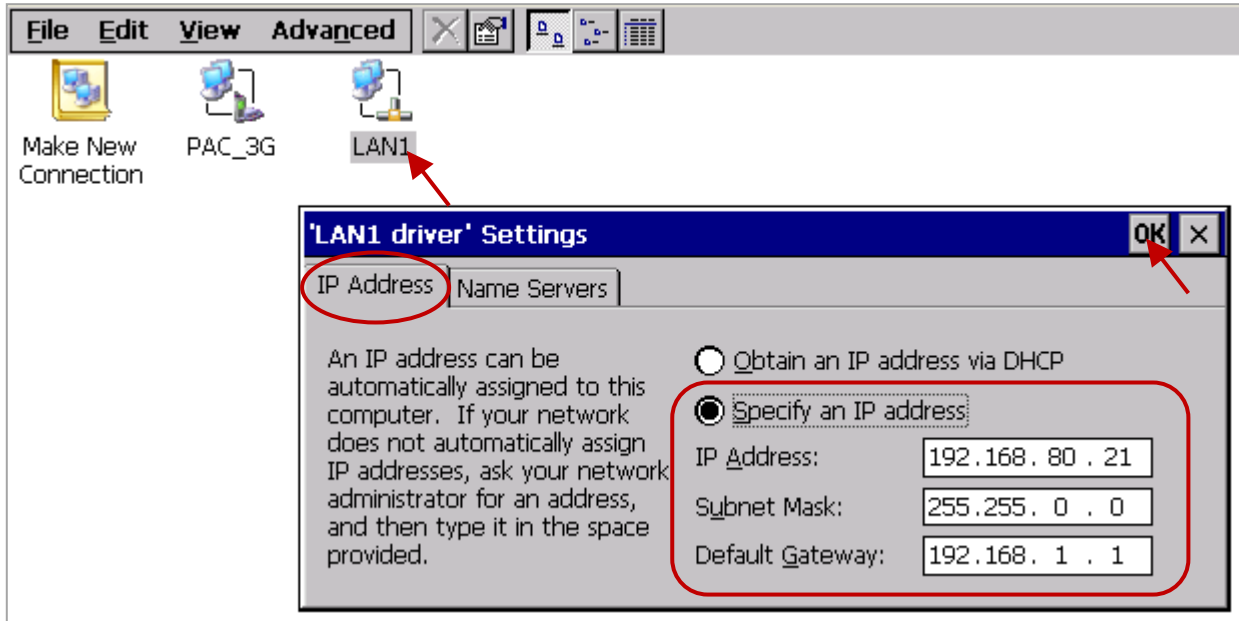 File Edit View Advanced
Make New
Connection
PAC_3G
LAN1
'LAN1 driver' Settings
OK
IP Address
Name Servers
An IP address can be
automatically assigned to this
computer. If your network
does not automatically assign
IP addresses, ask your network
administrator for an address,
and then type it in the space
provided.
Obtain an IP address via DHCP
Specify an IP address
IP Address: 192.168. 80 . 21
Subnet Mask: 255.255. 0 . 0
Default Gateway: 192.168. 1 . 1